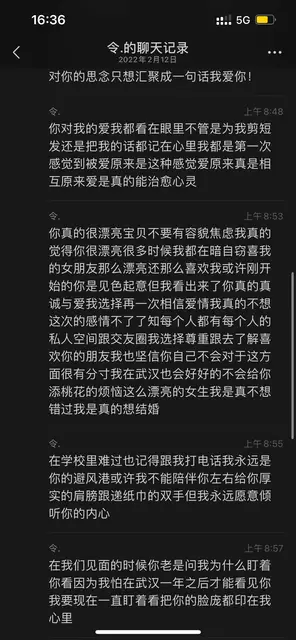 16:36
5G
令.的聊天记录
2022年2月12日
对你的思念只想汇聚成一句话我爱你！
令.
上午8:48
你对我的爱我都看在眼里不管是为我剪短
发还是把我的话都记在心里我都是第一次
感觉到被爱原来是这种感觉爱原来真是相
互原来爱是真的能治愈心灵
令.
上午8:53
你真的很漂亮宝贝不要有容貌焦虑我真的
觉得你很漂亮很多时候我都在暗自窃喜我
的女朋友那么漂亮还那么喜欢我或许刚开
始的你是见色起意但我看出来了你真的真
诚与爱我选择再一次相信爱情我真的不想
这次的感情不了了知每个人都有每个人的
私人空间跟交友圈我选择尊重跟去了解喜
欢你的朋友我也坚信你自己不会对于这方
面很有分寸我在武汉也会好好的不会给你
添桃花的烦恼这么漂亮的女生我是真不想
错过我是真的想结婚
令.
上午8:55
在学校里难过也记得跟我打电话我永远是
你的避风港或许我不能陪伴你左右给你厚
实的肩膀跟递纸巾的双手但我永远愿意倾
听你的内心
令.
上午8:57
在我们见面的时候你老是问我为什么盯着
你看因为我怕在武汉一年之后才能看见你
我要现在一直盯着看把你的脸庞都印在我
心里